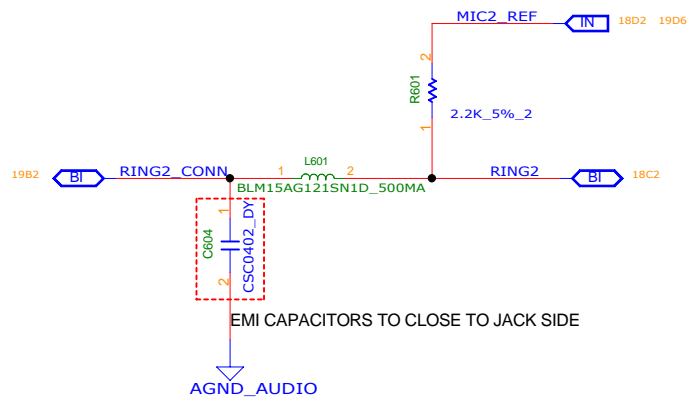 MIC2_REF
IN
18D2 19D6
2
R601
2.2K_5%_2
1
19B2
BI
RING2_CONN
1
L601
2
RING2
BI
18C2
BLM15AG121SN1D_500MA
1
C604
CSC0402_DY
2
EMI CAPACITORS TO CLOSE TO JACK SIDE
AGND_AUDIO